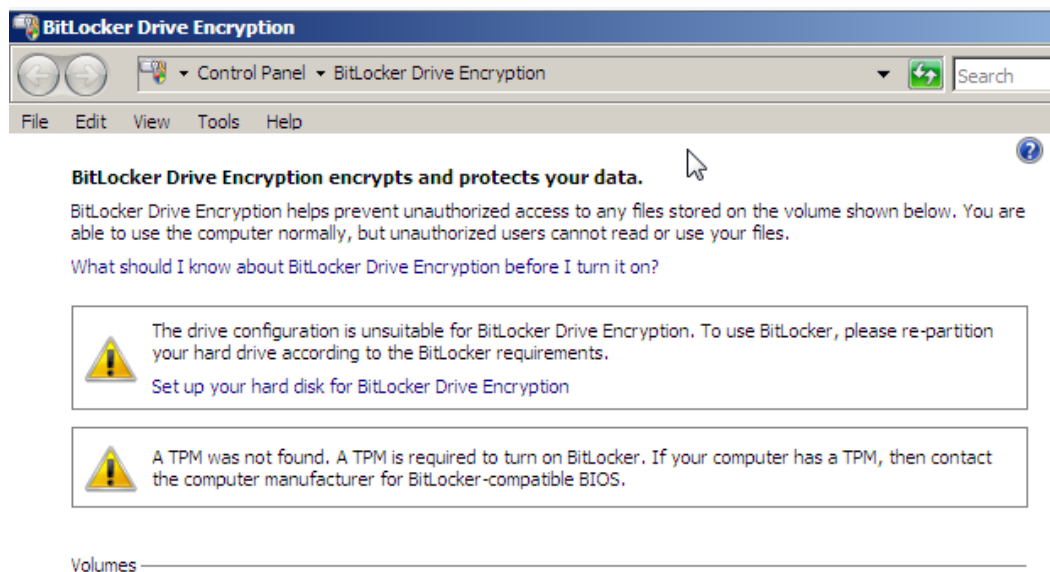 BitLocker Drive Encryption
Control Panel BitLocker Drive Encryption Search
File Edit View Tools Help
BitLocker Drive Encryption encrypts and protects your data.
BitLocker Drive Encryption helps prevent unauthorized access to any files stored on the volume shown below. You are
able to use the computer normally, but unauthorized users cannot read or use your files.
What should I know about BitLocker Drive Encryption before I turn it on?
The drive configuration is unsuitable for BitLocker Drive Encryption. To use BitLocker, please re-partition
your hard drive according to the BitLocker requirements.
Set up your hard disk for BitLocker Drive Encryption
A TPM was not found. A TPM is required to turn on BitLocker. If your computer has a TPM, then contact
the computer manufacturer for BitLocker-compatible BIOS.
Volumes